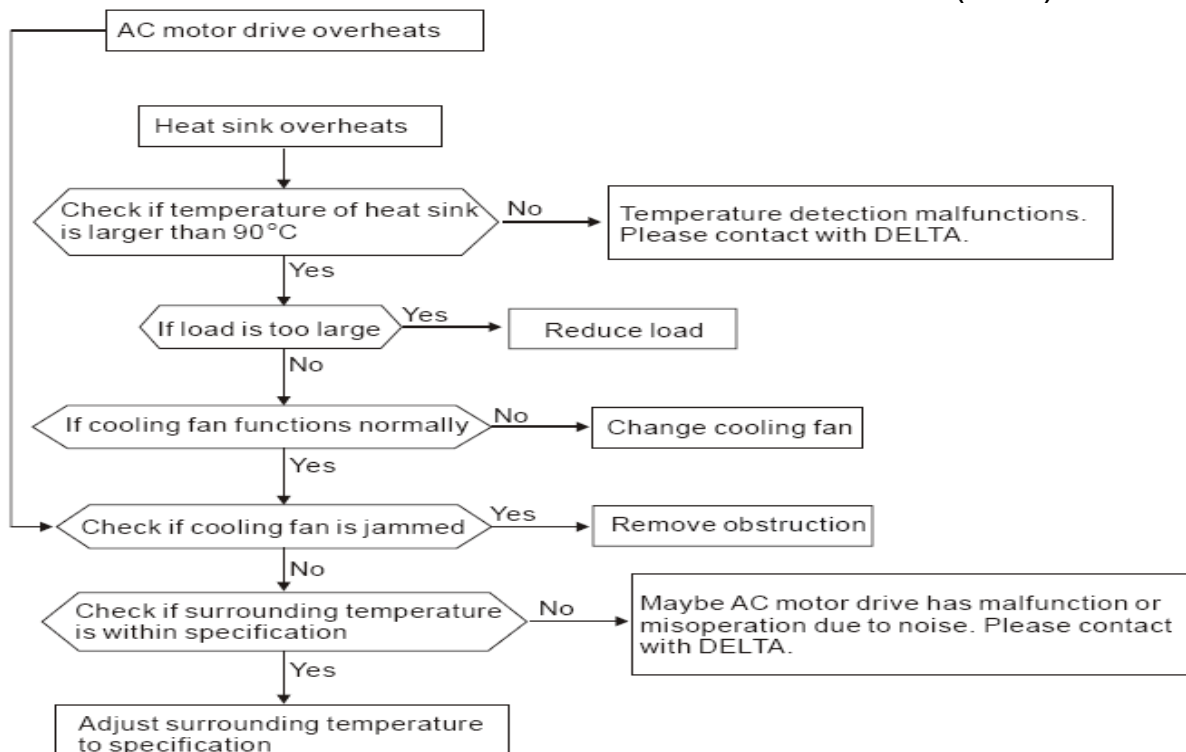 AC motor drive overheats
Heat sink overheats
Check if temperature of heat sink
is larger than 90°C
No
Temperature detection malfunctions.
Please contact with DELTA.
Yes
If load is too large
Yes
Reduce load
No
If cooling fan functions normally
No
Change cooling fan
Yes
Check if cooling fan is jammed
Yes
Remove obstruction
No
Check if surrounding temperature
is within specification
No
Maybe AC motor drive has malfunction or
misoperation due to noise. Please contact
with DELTA.
Yes
Adjust surrounding temperature
to specification